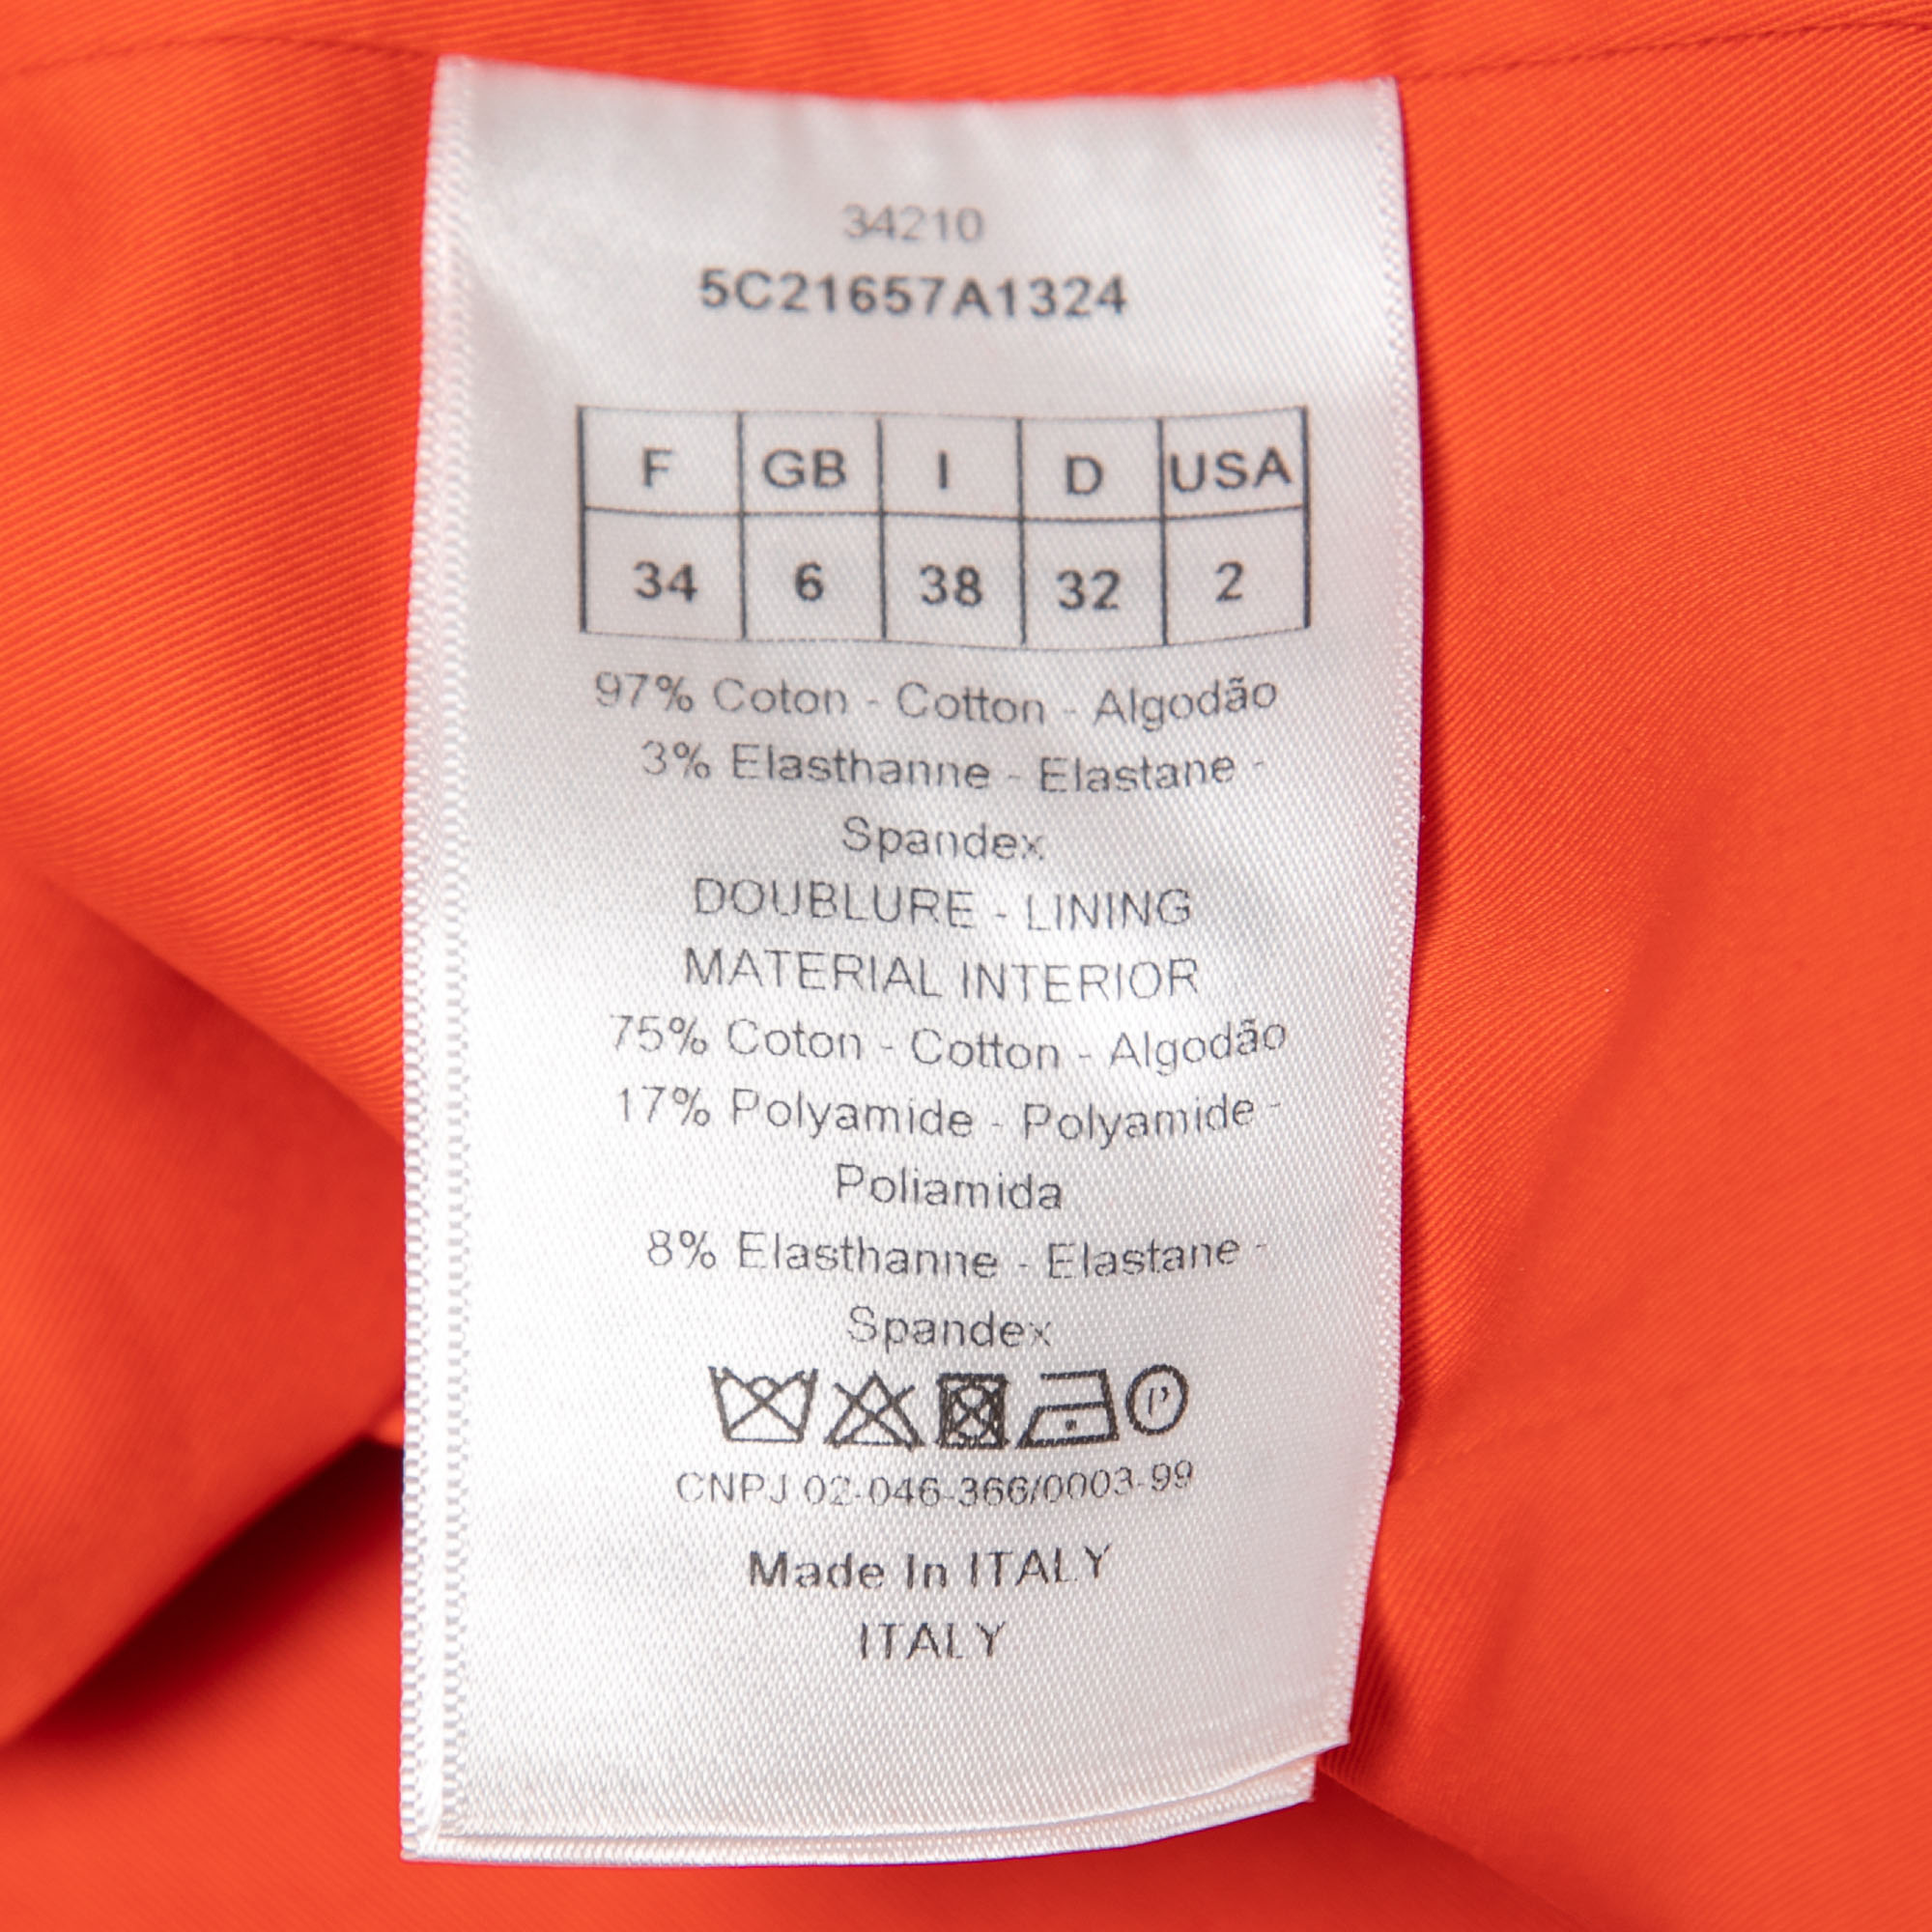 34210
5C21657A1324
F GB I D USA
34 6 38 32 2
97% Coton - Cotton - Algodão
3% Elasthanne - Elastane -
Spandex
DOUBLURE - LINING
MATERIAL INTERIOR
75% Coton - Cotton - Algodão
17% Polyamide - Polyamide -
Poliamida
8% Elasthanne - Elastane -
Spandex
P
CNPJ 02-046-366/0003-99
Made In ITALY
ITALY